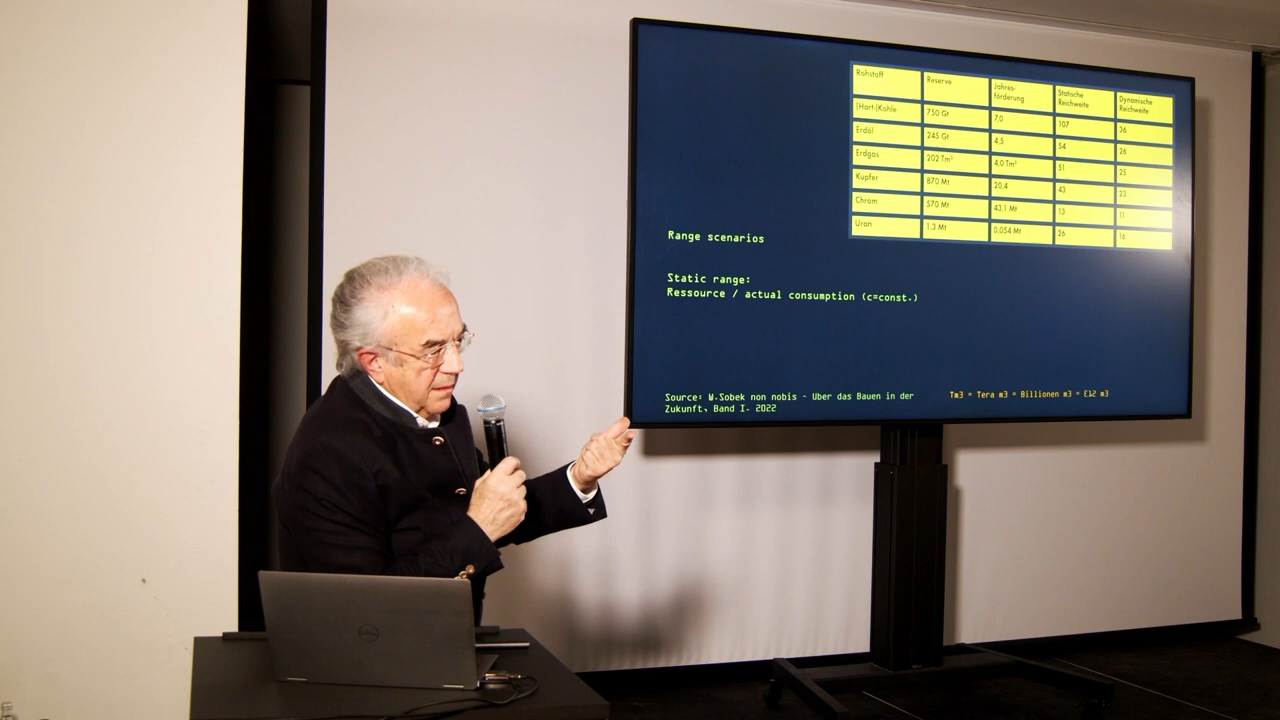 Rohstoff Reserve Jahres- Statische Dynamische
förderung Reichweite Reichweite
(Hart-)Kohle 750 Gt 7,0 107 36
Erdöl 245 Gt 4,5 54 26
Erdgas 202 Tm³ 4,0 Tm³ 51 25
Kupfer 870 Mt 20,4 43 23
Chrom 570 Mt 43,1 Mt 13 11
Uran 1,3 Mt 0,054 Mt 26 16
Range scenarios
Static range:
Ressource / actual consumption (c=const.)
Source: W.Sobek non nobis - Uber das Bauen in der
Zukunft, Band I. 2022
Tm3 = Tera m3 = Billionen m3 = E12 m3
DELL